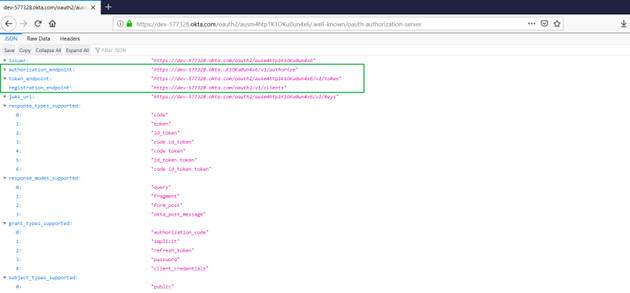 dev-577328.okta.com/oauth2/aus
https://dev-577328.okta.com/oauth2/ausm4htp1K1OKu0un4x6/.well-known/oauth-authorization-server
JSON Raw Data Headers
Save Copy Collapse All Expand All Filter JSON
issuer: "https://dev-577328.okta.com/oauth2/ausm4htp1K1OKu0un4x6"
authorization_endpoint: "https://dev-577328.okta.com/oauth2/au…K1OKu0un4x6/v1/authorize"
token_endpoint: "https://dev-577328.okta.com/oauth2/ausm4htp1K1OKu0un4x6/v1/token"
registration_endpoint: "https://dev-577328.okta.com/oauth2/v1/clients"
jwks_uri: "https://dev-577328.okta.com/oauth2/ausm4htp1K1OKu0un4x6/v1/keys"
response_types_supported:
0: "code"
1: "token"
2: "id_token"
3: "code id_token"
4: "code token"
5: "id_token token"
6: "code id_token token"
response_modes_supported:
0: "query"
1: "fragment"
2: "form_post"
3: "okta_post_message"
grant_types_supported:
0: "authorization_code"
1: "implicit"
2: "refresh_token"
3: "password"
4: "client_credentials"
subject_types_supported:
0: "public"